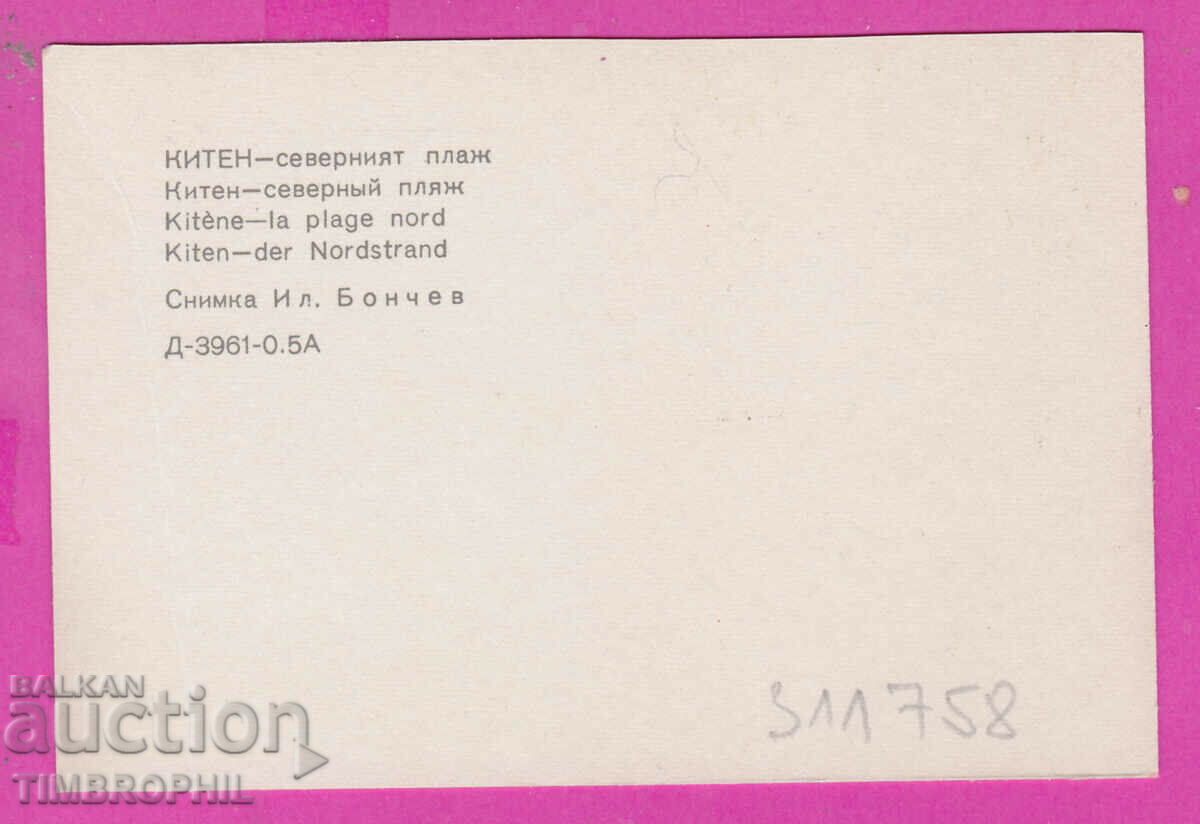 КИТЕН—северният плаж
Китен—северный пляж
Kitène—la plage nord
Kiten—der Nordstrand
Снимка Ил. Бончев
Д-3961-0.5А
311758
BALKAN
auction
TIMBROPHIL